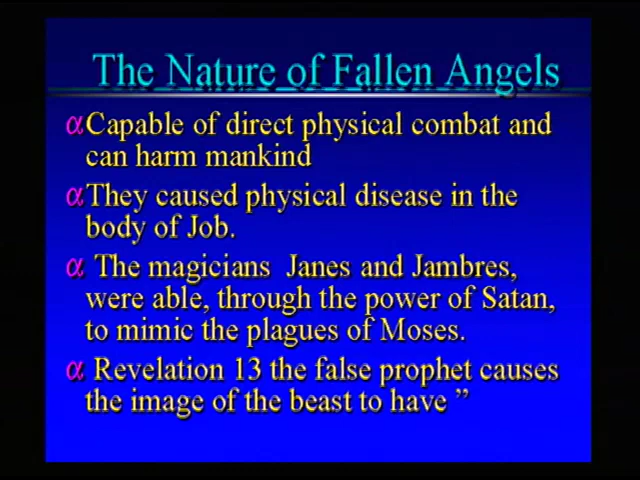 The Nature of Fallen Angels
αCapable of direct physical combat and
can harm mankind
αThey caused physical disease in the
body of Job.
α The magicians  Janes and Jambres,
were able, through the power of Satan,
to mimic the plagues of Moses.
α Revelation 13 the false prophet causes
the image of the beast to have ”